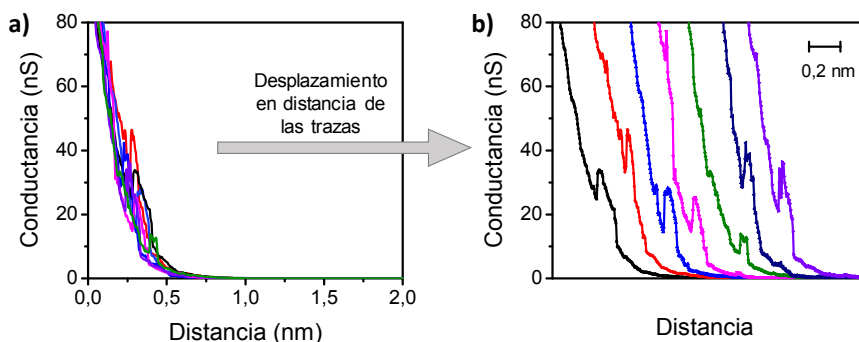 a)
80
60
40
20
0
Conductancia (nS)
0,0
0,5
1,0
1,5
2,0
Distancia (nm)
Desplazamiento
en distancia de
las trazas
b)
80
60
40
20
0
Conductancia (nS)
0,2 nm
Distancia